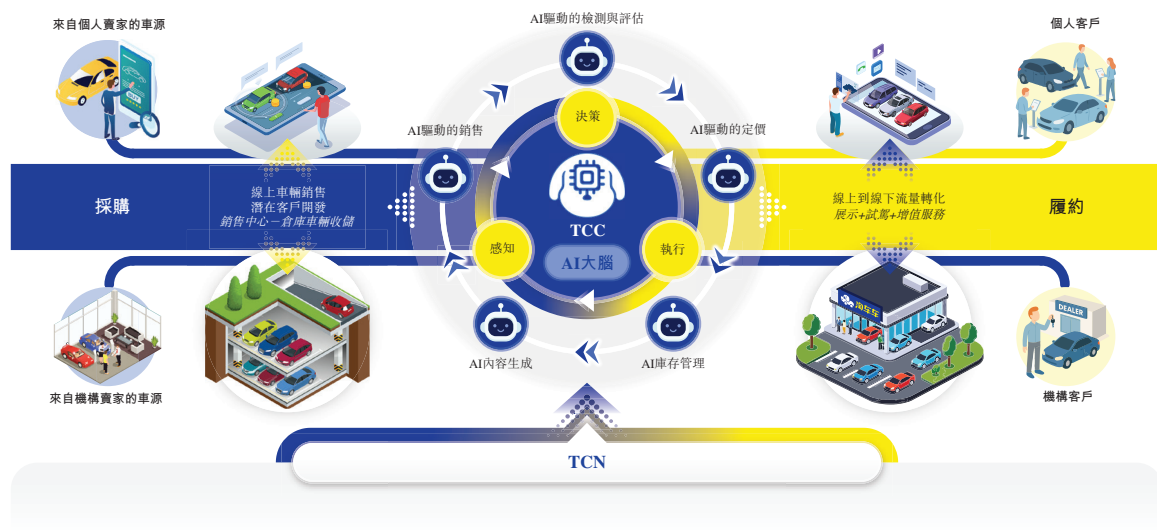 來自個人賣家的車源
AI驅動的檢測與評估
個人客戶
AI驅動的銷售
決策
AI驅動的定價
採購
線上車輛銷售
潛在客戶開發
銷售中心－倉庫車輛收儲
TCC
AI大腦
感知
執行
線上到線下流量轉化
展示+試駕+增值服務
履約
淘车车
DEALER
AI內容生成
AI庫存管理
來自機構賣家的車源
機構客戶
TCN